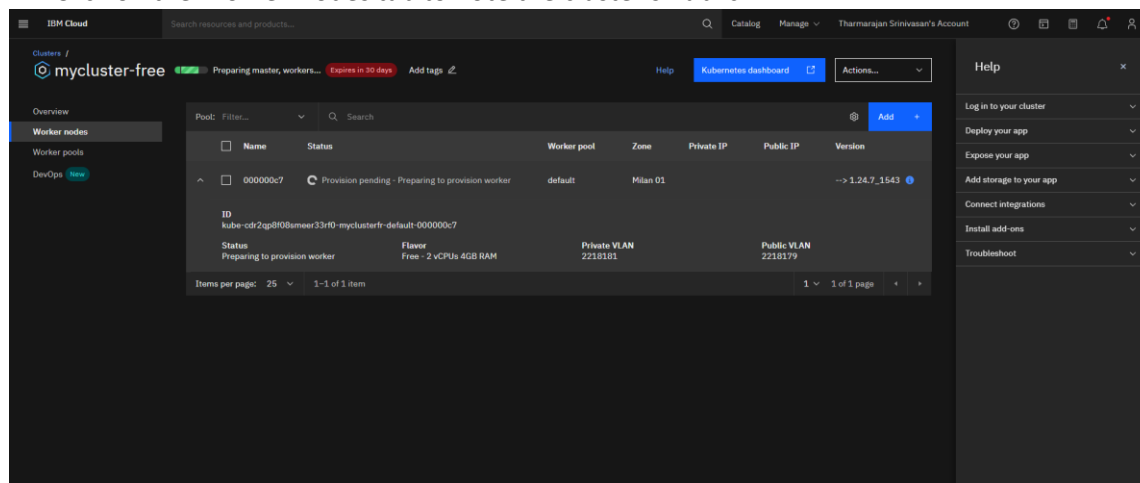 IBM Cloud
Search resources and products...
Catalog Manage Tharmarajan Srinivasan's Account
Clusters /
mycluster-free Preparing master, workers... Expires in 30 days Add tags Help Kubernetes dashboard Actions...
Help
Overview
Worker nodes
Worker pools
DevOps New
Pool: Filter... Search Add +
Name Status Worker pool Zone Private IP Public IP Version
000000c7 Provision pending - Preparing to provision worker default Milan 01 --> 1.24.7_1543
ID
kube-cdr2qp8f08smeer33rf0-myclusterfr-default-000000c7
Status Flavor Private VLAN Public VLAN
Preparing to provision worker Free - 2 vCPUs 4GB RAM 2218181 2218179
Items per page: 25 1–1 of 1 item 1 1 of 1 page
Log in to your cluster
Deploy your app
Expose your app
Add storage to your app
Connect integrations
Install add-ons
Troubleshoot